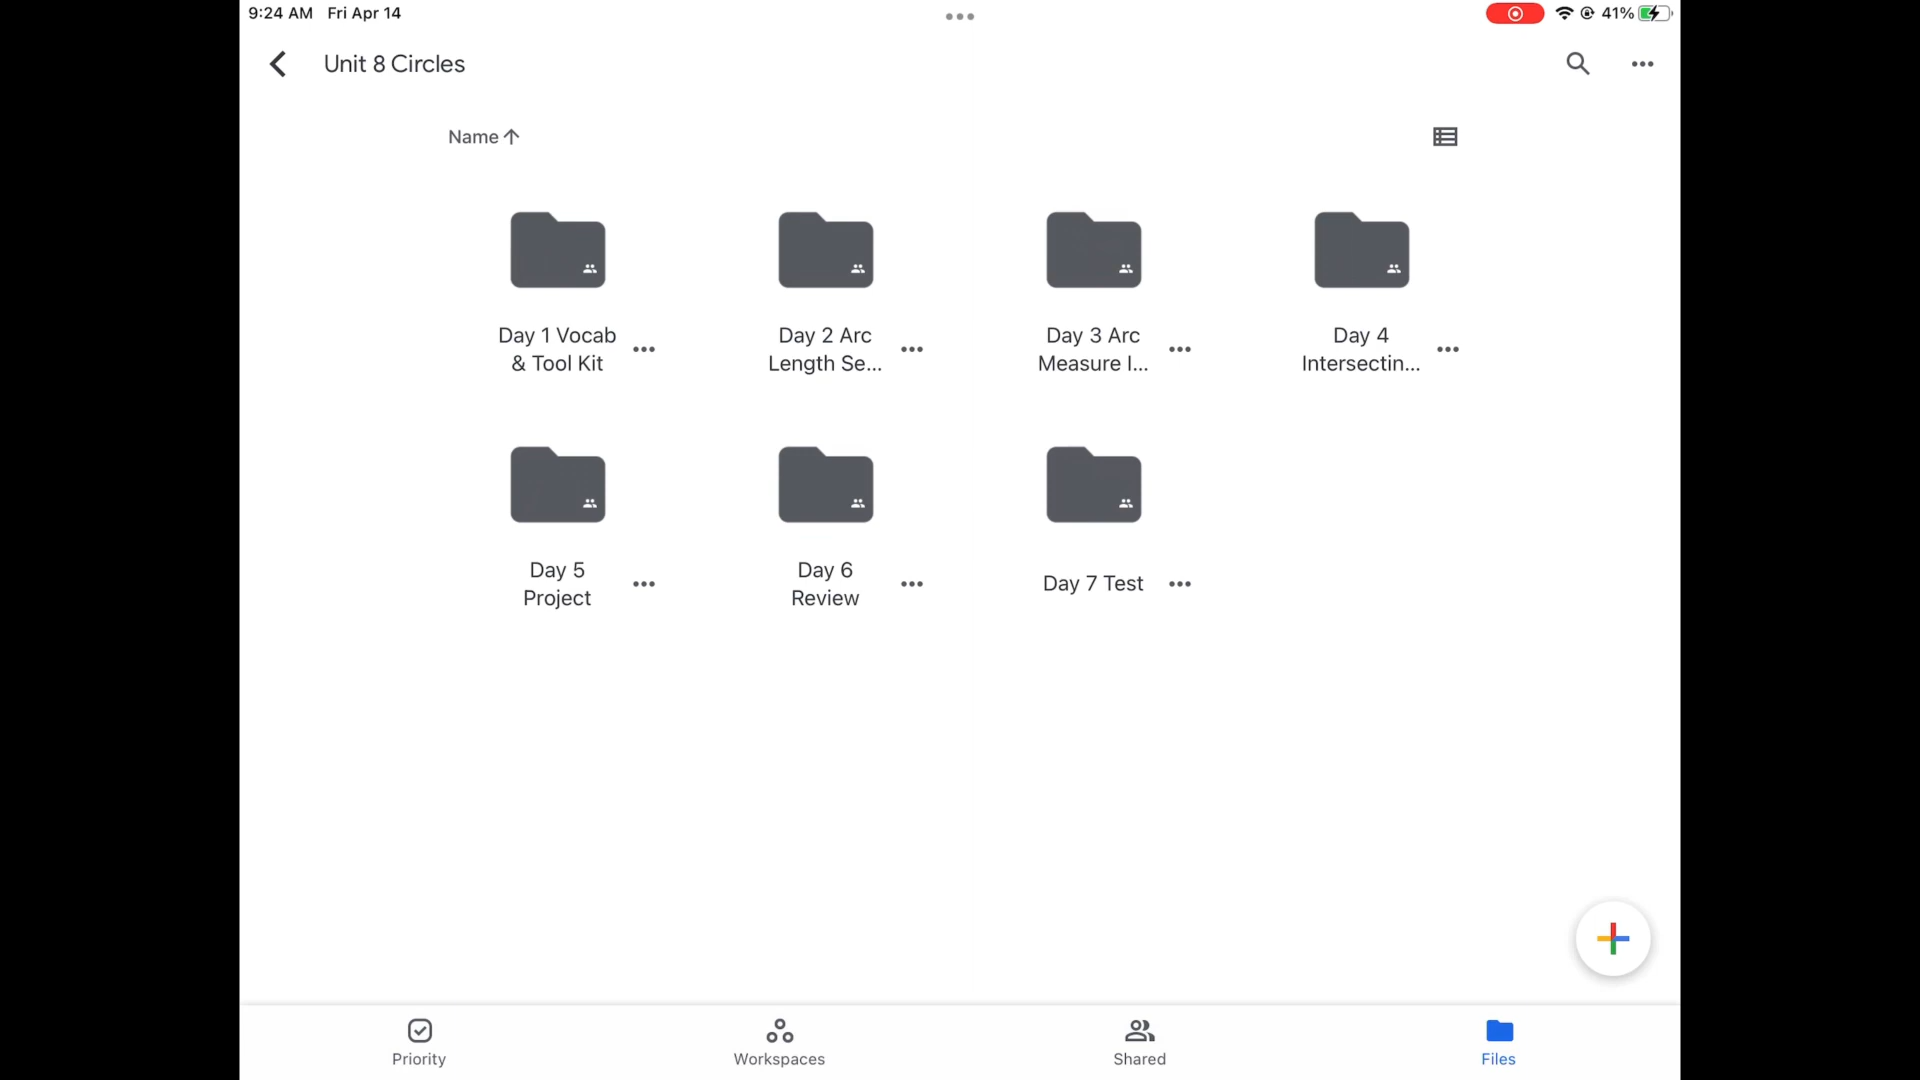 9:24 AM Fri Apr 14
41%
Unit 8 Circles
Name
Day 1 Vocab
& Tool Kit
Day 2 Arc
Length Se...
Day 3 Arc
Measure I...
Day 4
Intersectin...
Day 5
Project
Day 6
Review
Day 7 Test
Priority
Workspaces
Shared
Files